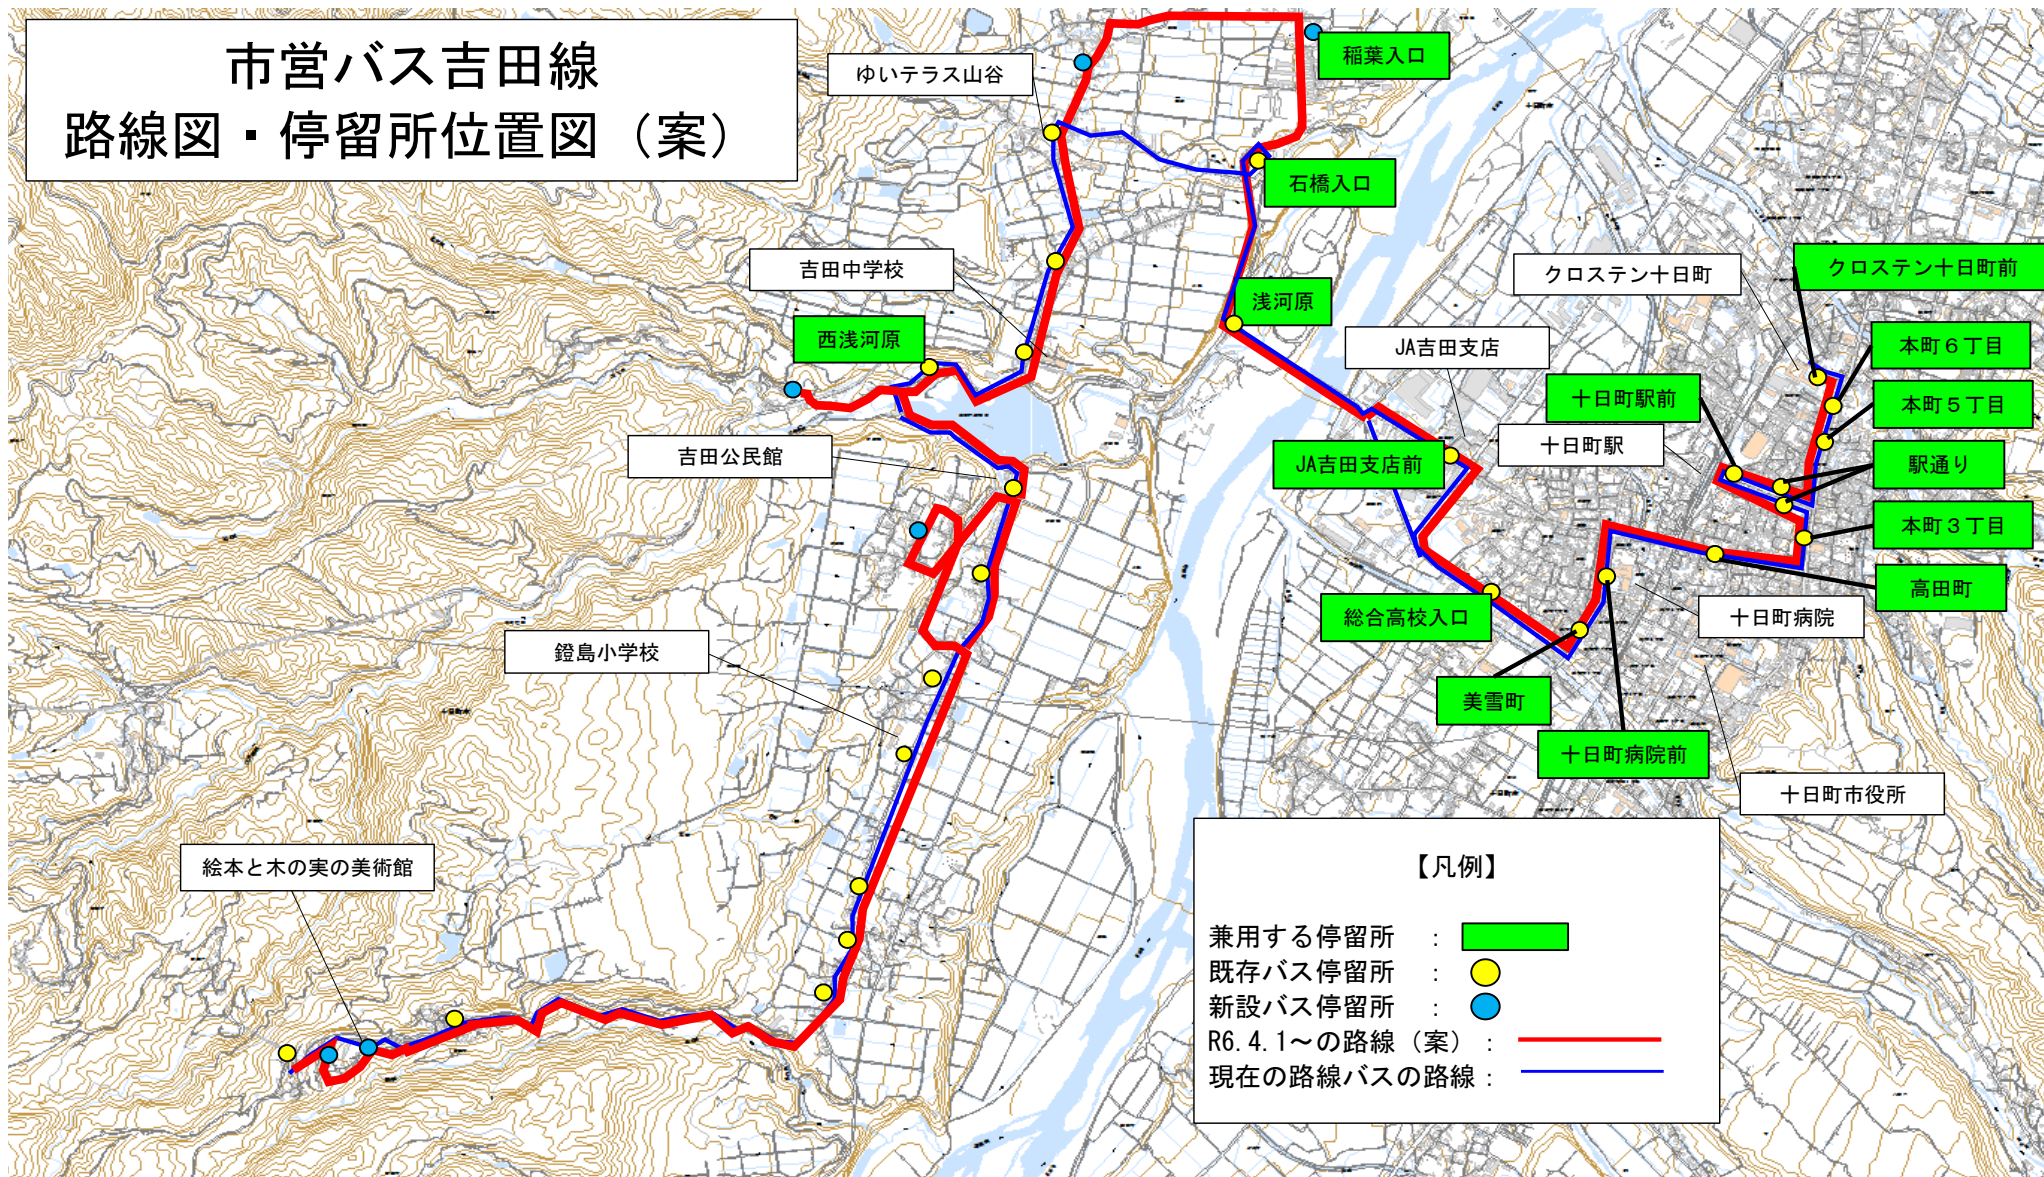 市営バス吉田線
路線図・停留所位置図（案）
ゆいテラス山谷
稲葉入口
石橋入口
吉田中学校
クロステン十日町
クロステン十日町前
浅河原
西浅河原
JA吉田支店
本町６丁目
十日町駅前
本町５丁目
十日町駅
吉田公民館
JA吉田支店前
駅通り
本町３丁目
高田町
総合高校入口
十日町病院
鐙島小学校
美雪町
十日町病院前
十日町市役所
絵本と木の実の美術館
【凡例】
兼用する停留所　：
既存バス停留所　：
新設バス停留所　：
R6.4.1～の路線（案）：
現在の路線バスの路線：